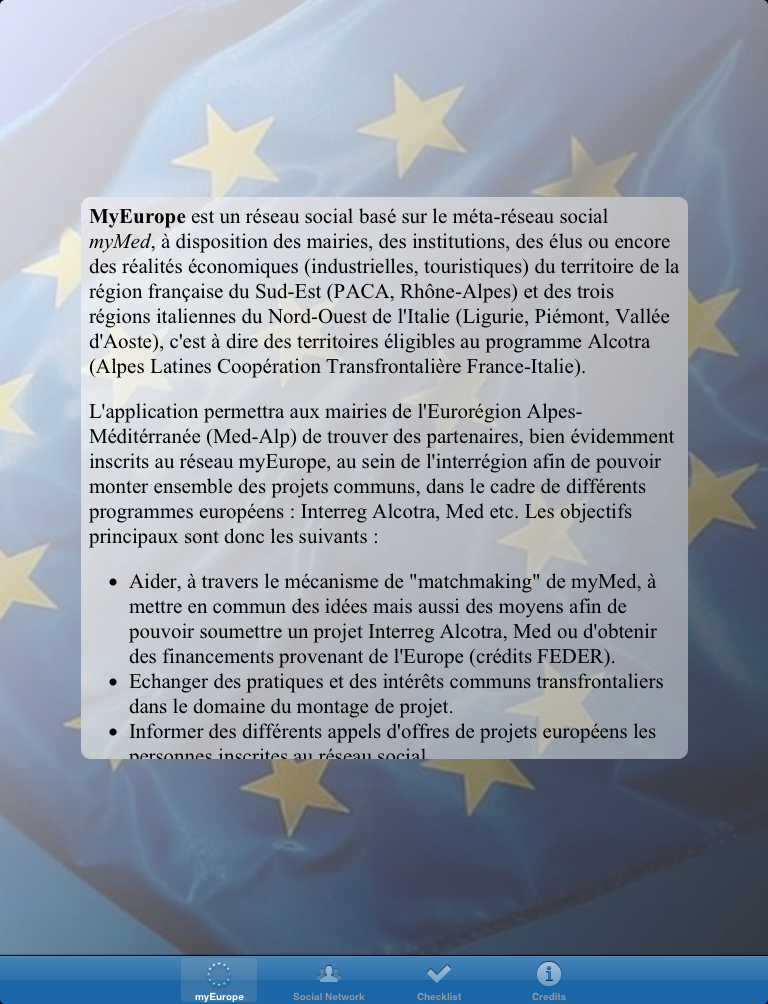 MyEurope est un réseau social basé sur le méta-réseau social
myMed, à disposition des mairies, des institutions, des élus ou encore
des réalités économiques (industrielles, touristiques) du territoire de la
région française du Sud-Est (PACA, Rhône-Alpes) et des trois
régions italiennes du Nord-Ouest de l'Italie (Ligurie, Piémont, Vallée
d'Aoste), c'est à dire des territoires éligibles au programme Alcotra
(Alpes Latines Coopération Transfrontalière France-Italie).
L'application permettra aux mairies de l'Eurorégion Alpes-
Méditérranée (Med-Alp) de trouver des partenaires, bien évidemment
inscrits au réseau myEurope, au sein de l'interrégion afin de pouvoir
monter ensemble des projets communs, dans le cadre de différents
programmes européens : Interreg Alcotra, Med etc. Les objectifs
principaux sont donc les suivants :
• Aider, à travers le mécanisme de "matchmaking" de myMed, à
mettre en commun des idées mais aussi des moyens afin de
pouvoir soumettre un projet Interreg Alcotra, Med ou d'obtenir
des financements provenant de l'Europe (crédits FEDER).
• Echanger des pratiques et des intérêts communs transfrontaliers
dans le domaine du montage de projet.
• Informer des différents appels d'offres de projets européens les
personnes inscrites au réseau social.
myEurope Social Network Checklist Credits